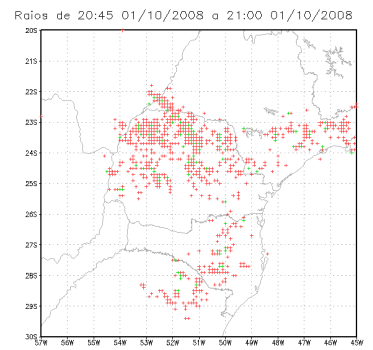 Raios de 20:45 01/10/2008 a 21:00 01/10/2008
20S
21S
22S
23S
24S
25S
26S
27S
28S
29S
30S
57W 56W 55W 54W 53W 52W 51W 50W 49W 48W 47W 46W 45W